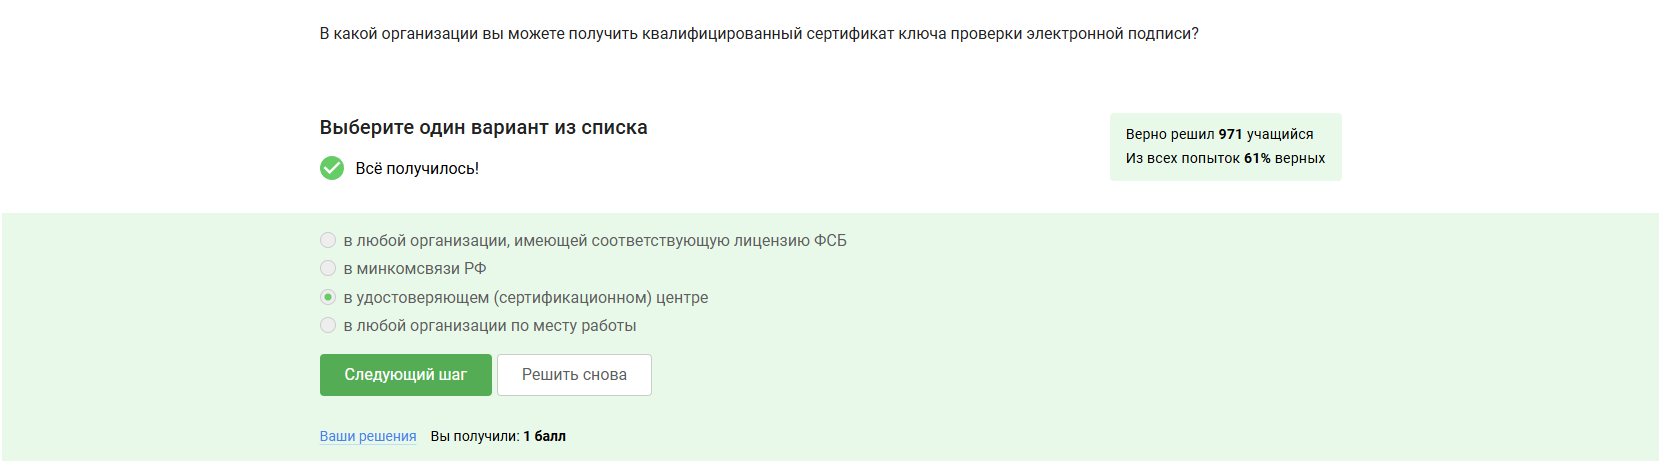 В какой организации вы можете получить квалифицированный сертификат ключа проверки электронной подписи?
Выберите один вариант из списка
Всё получилось!
Верно решил 971 учащийся
Из всех попыток 61% верных
в любой организации, имеющей соответствующую лицензию ФСБ
в минкомсвязи РФ
в удостоверяющем (сертификационном) центре
в любой организации по месту работы
Следующий шаг Решить снова
Ваши решения Вы получили: 1 балл